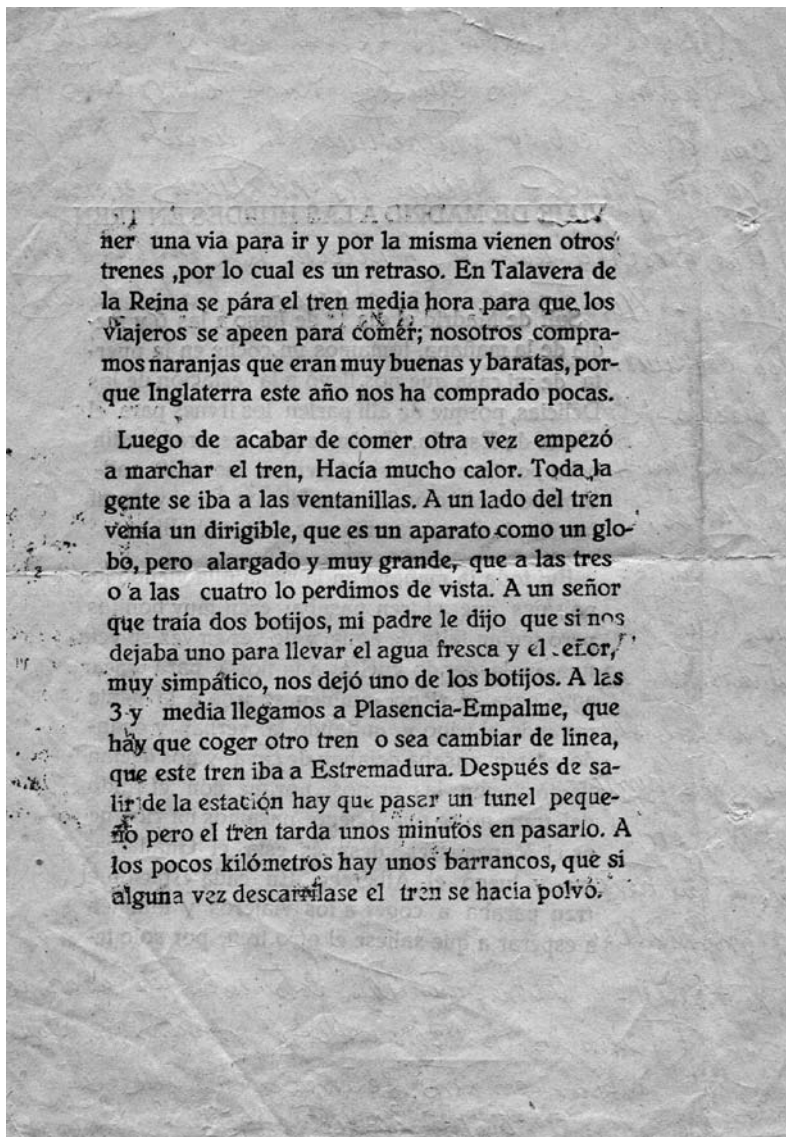 ner una via para ir y por la misma vienen otros
trenes ,por lo cual es un retraso. En Talavera de
la Reina se pára el tren media hora para que los
viajeros se apeen para comer; nosotros compra-
mos naranjas que eran muy buenas y baratas, por-
que Inglaterra este año nos ha comprado pocas.
Luego de acabar de comer otra vez empezó
a marchar el tren, Hacía mucho calor. Toda la
gente se iba a las ventanillas. A un lado del tren
venía un dirigible, que es un aparato como un glo-
bo, pero alargado y muy grande, que a las tres
o a las cuatro lo perdimos de vista. A un señor
que traía dos botijos, mi padre le dijo que si nos
dejaba uno para llevar el agua fresca y el señor,
muy simpático, nos dejó uno de los botijos. A las
3 y media llegamos a Plasencia-Empalme, que
hay que coger otro tren o sea cambiar de linea,
que este tren iba a Estremadura. Después de sa-
lir de la estación hay que pasar un tunel peque-
ño pero el tren tarda unos minutos en pasarlo. A
los pocos kilómetros hay unos barrancos, que si
alguna vez descarrilase el tren se hacia polvo.